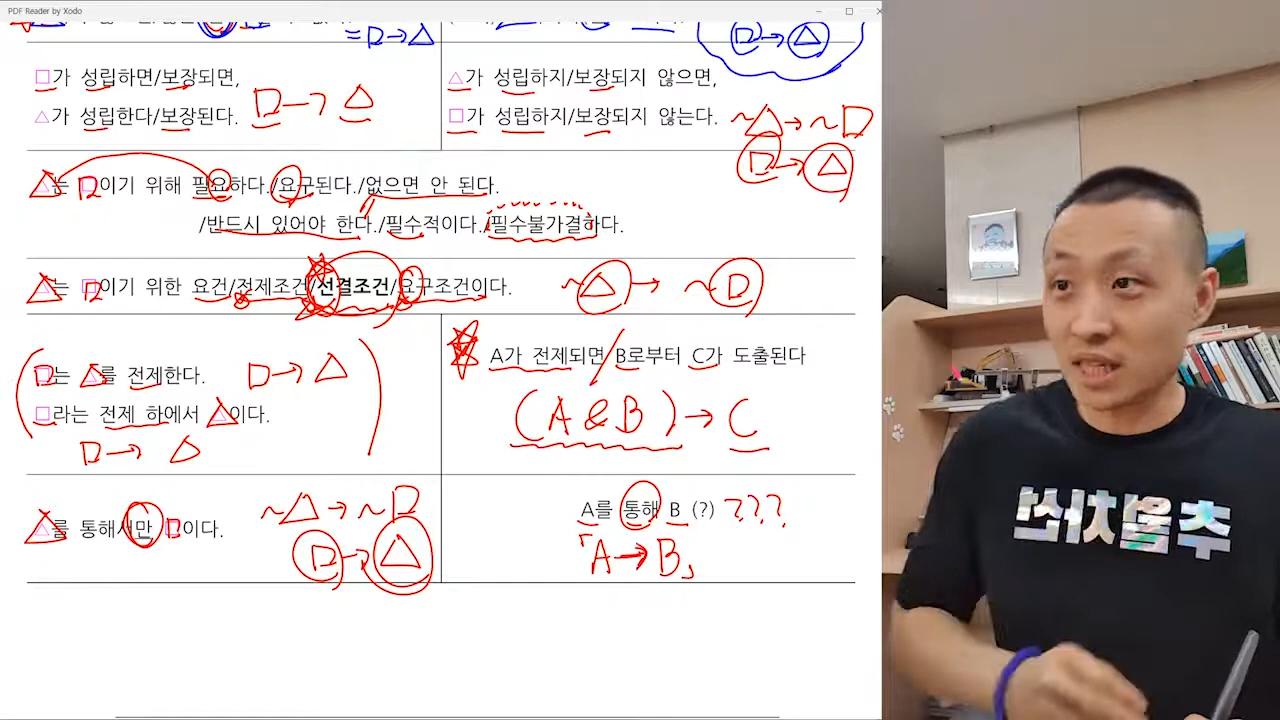 PDF Reader by Xodo
= □→△
□→△
□가 성립하면/보장되면,
△가 성립한다/보장된다.
□→△
△가 성립하지/보장되지 않으면,
□가 성립하지/보장되지 않는다.
~△→~□
□→△
△는 □이기 위해 필요하다./요구된다./없으면 안 된다.
/반드시 있어야 한다./필수적이다./필수불가결하다.
△는 □이기 위한 요건/전제조건/선결조건/요구조건이다.
~△→~□
□는 △를 전제한다.
□→△
□라는 전제 하에서 △이다.
□→△
A가 전제되면 B로부터 C가 도출된다
(A & B)→C
△를 통해서만 □이다.
~△→~□
□→△
A를 통해 B (?) ???
「A→B」
추월차선